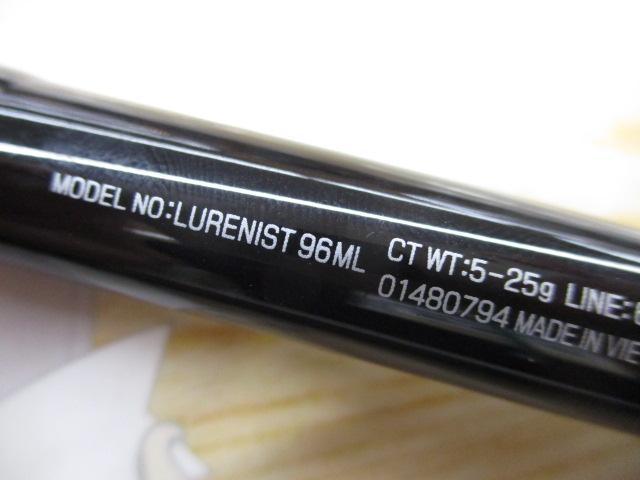 MODEL NO:LURENIST 96ML CT WT:5-25g LINE:
01480794 MADE IN VIE